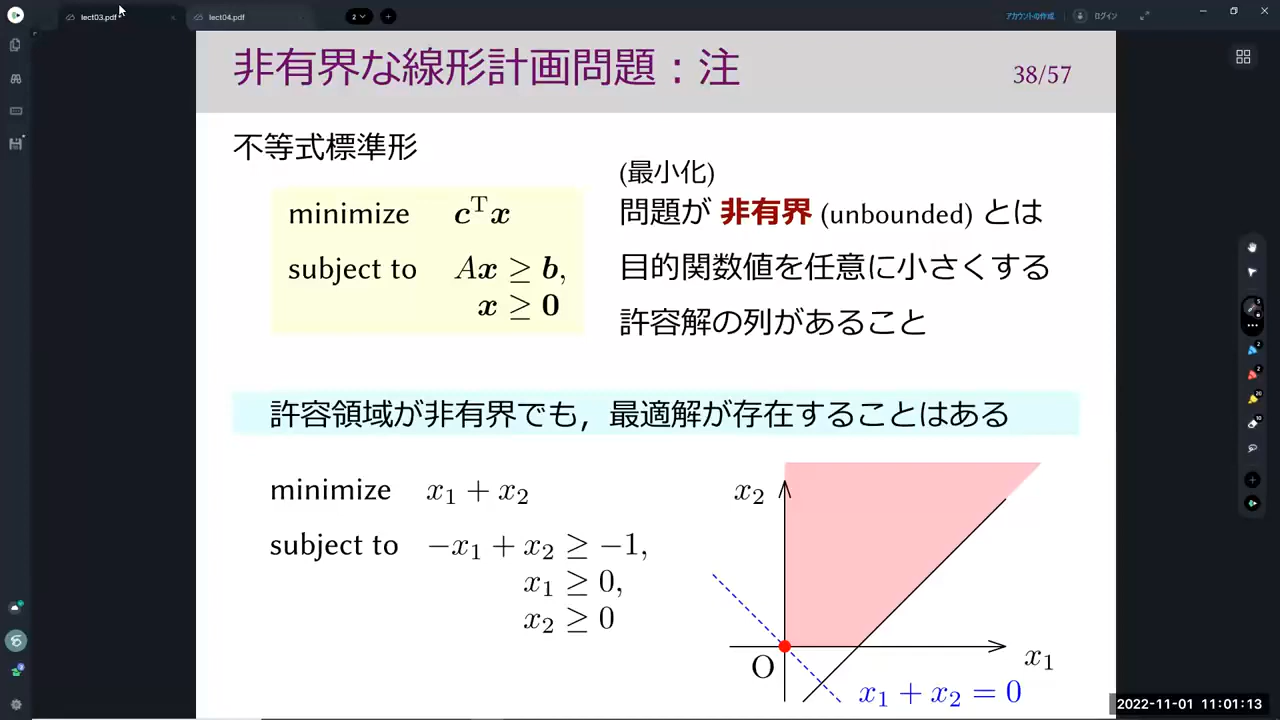 lect03.pdf
lect04.pdf
2
アカウントの作成
ログイン
非有界な線形計画問題：注
38/57
不等式標準形
minimize c^T x
subject to Ax ≥ b,
x ≥ 0
(最小化)
問題が 非有界 (unbounded) とは
目的関数値を任意に小さくする
許容解の列があること
許容領域が非有界でも，最適解が存在することはある
minimize x₁ + x₂
subject to −x₁ + x₂ ≥ −1,
x₁ ≥ 0,
x₂ ≥ 0
x₂
O
x₁
x₁ + x₂ = 0
2022-11-01 11:01:13